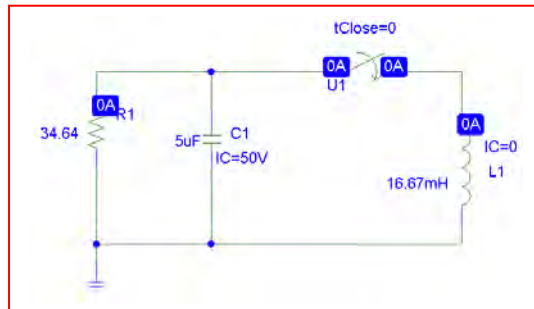 tClose=0
0A
0A
U1
0A
R1
34.64
5uF
C1
IC=50V
0A
IC=0
L1
16.67mH